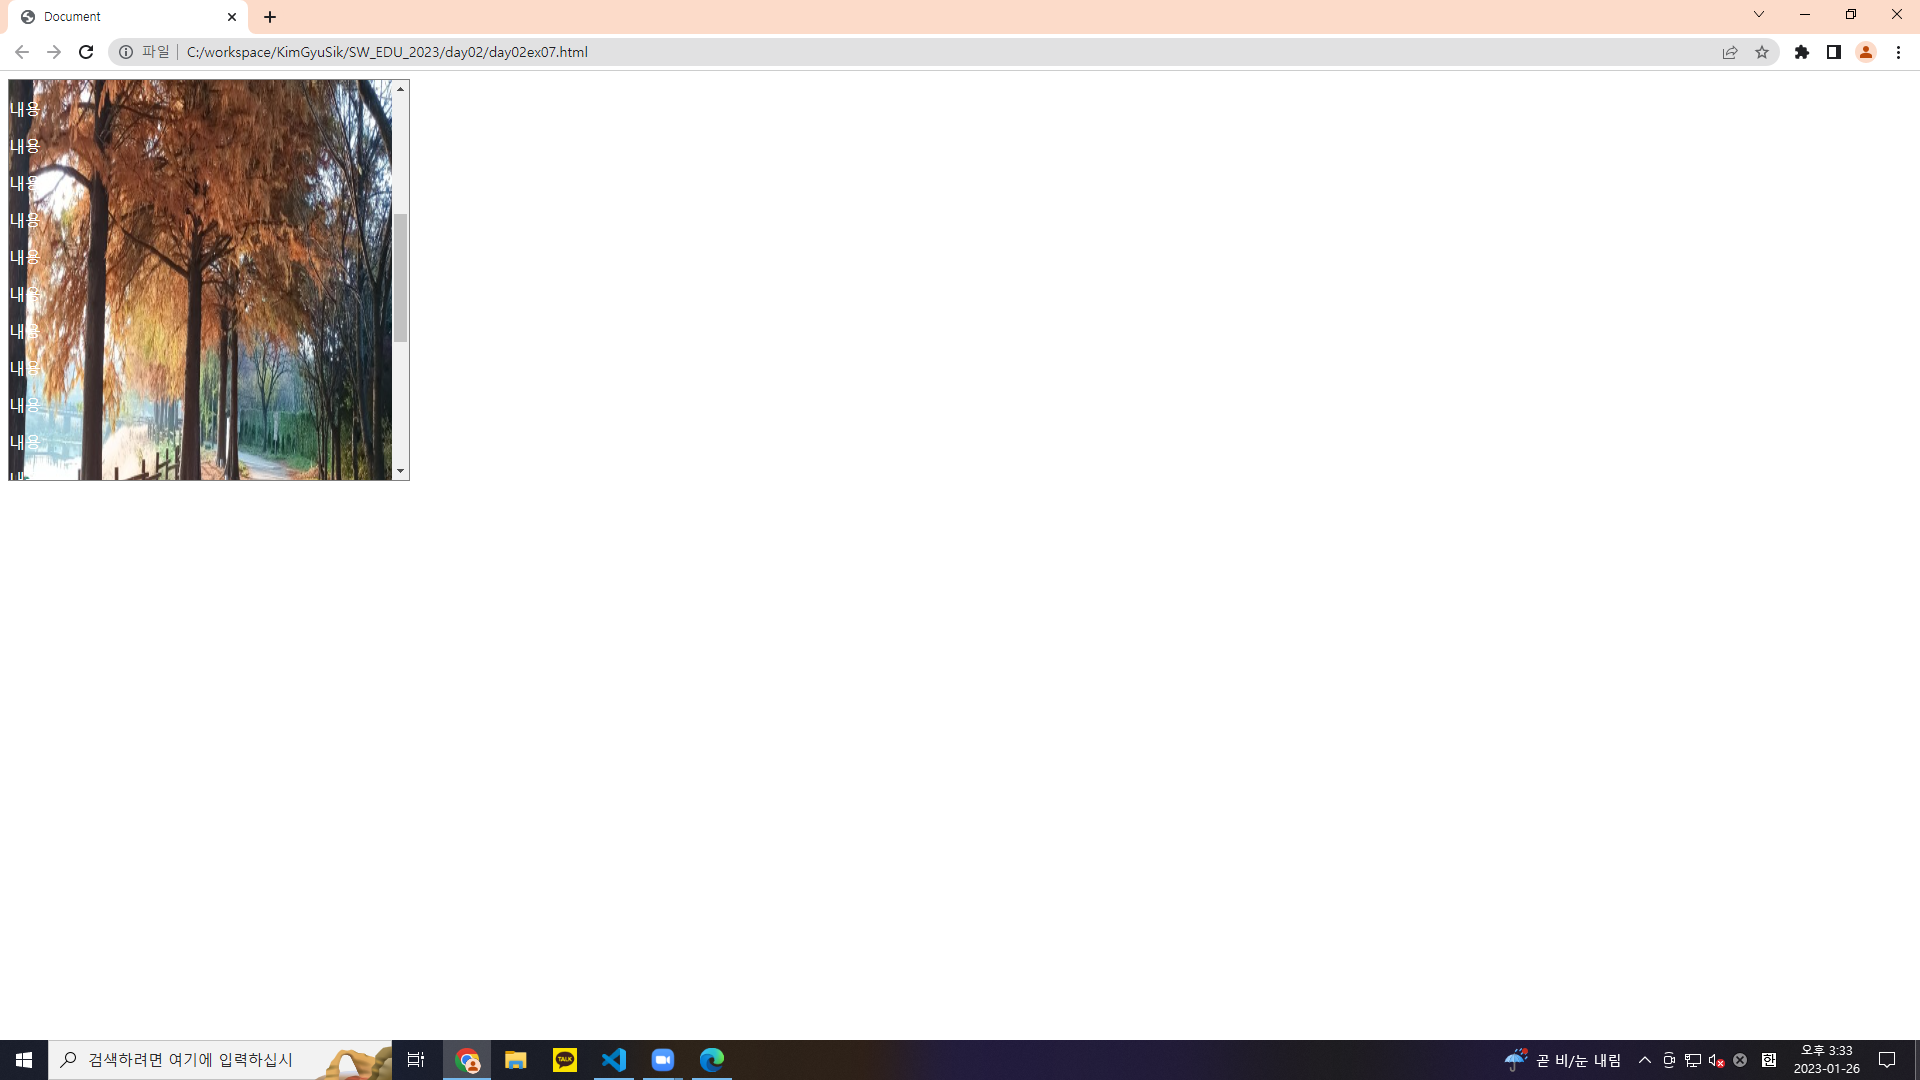 Document
파일 C:/workspace/KimGyuSik/SW_EDU_2023/day02/day02ex07.html
내용
내용
내용
내용
내용
내용
내용
내용
내용
내용
검색하려면 여기에 입력하십시
TALK
곧 비/눈 내림
한
오후 3:33
2023-01-26